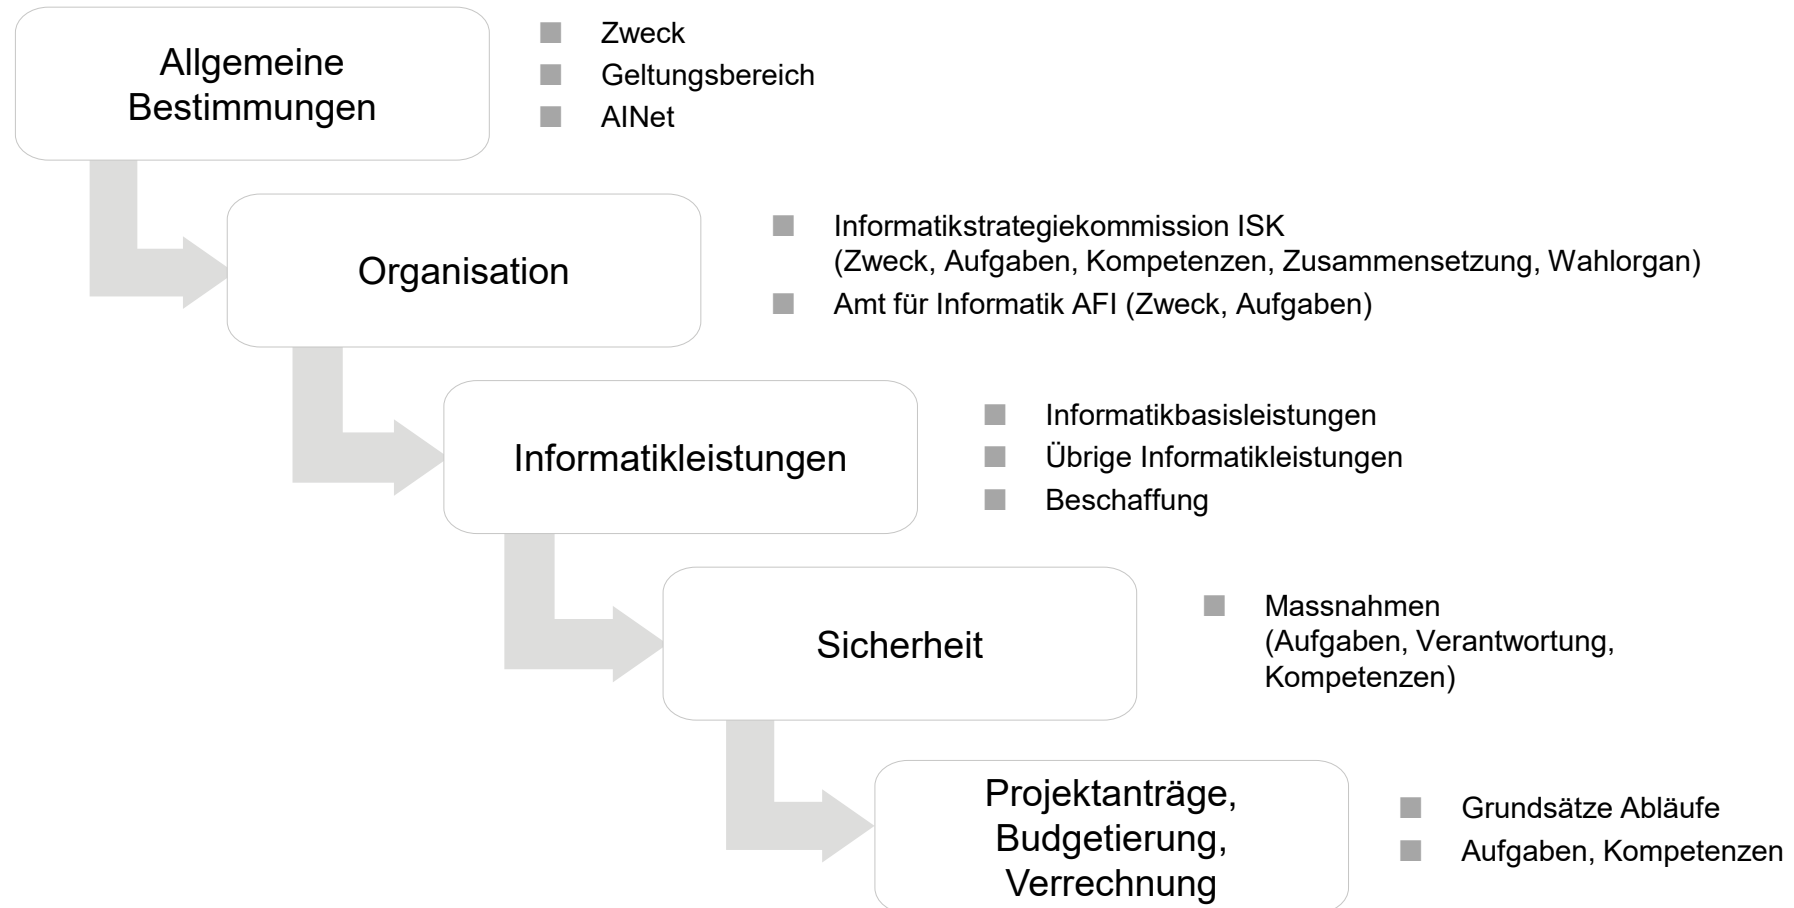 Allgemeine
Bestimmungen
Zweck
Geltungsbereich
AINet
Organisation
Informatikstrategiekommission ISK
(Zweck, Aufgaben, Kompetenzen, Zusammensetzung, Wahlorgan)
Amt für Informatik AFI (Zweck, Aufgaben)
Informatikleistungen
Informatikbasisleistungen
Übrige Informatikleistungen
Beschaffung
Sicherheit
Massnahmen
(Aufgaben, Verantwortung,
Kompetenzen)
Projektanträge,
Budgetierung,
Verrechnung
Grundsätze Abläufe
Aufgaben, Kompetenzen